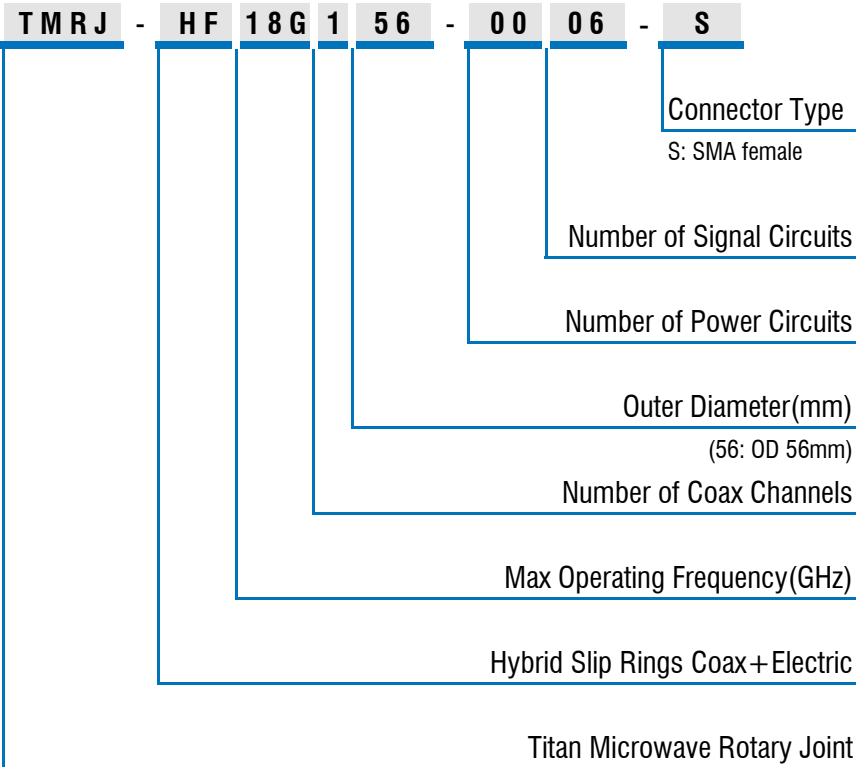 TMRJ - HF 18G 1 56 - 00 06 - S
Connector Type
S: SMA female
Number of Signal Circuits
Number of Power Circuits
Outer Diameter(mm)
(56: OD 56mm)
Number of Coax Channels
Max Operating Frequency(GHz)
Hybrid Slip Rings Coax+Electric
Titan Microwave Rotary Joint